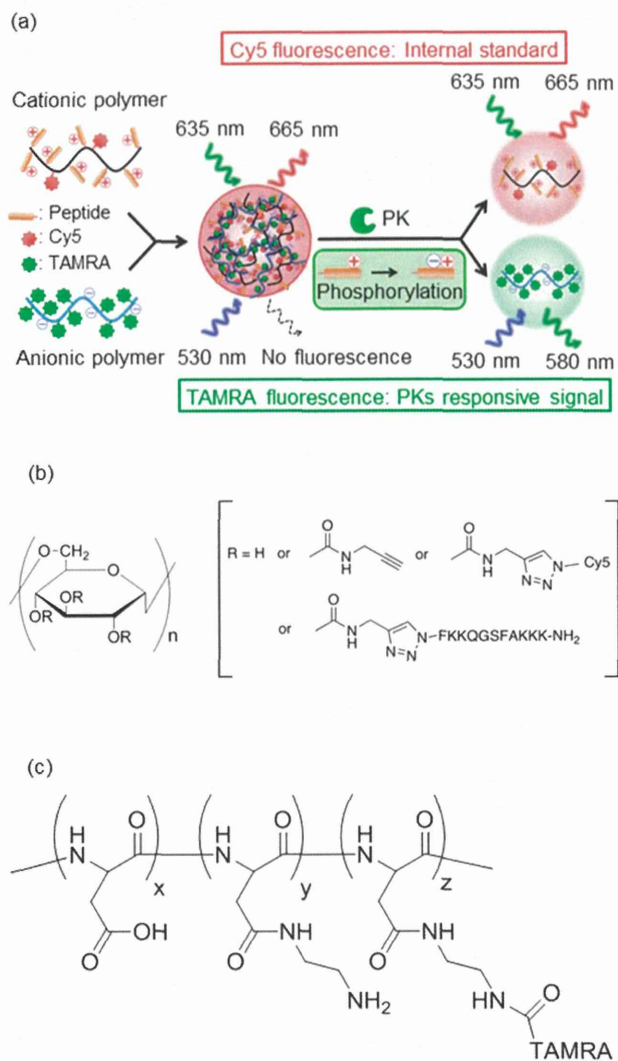 (a)
Cy5 fluorescence: Internal standard
Cationic polymer
635 nm 665 nm
635 nm 665 nm
: Peptide
: Cy5
: TAMRA
PK
Phosphorylation
Anionic polymer
530 nm No fluorescence
530 nm 580 nm
TAMRA fluorescence: PKs responsive signal
(b)
O-CH₂
O
OR
RO
OR
n
R = H or
O
N
H
or
O
N
H
N=N
N-Cy5
or
O
N
H
N=N
N-FKKQGSFAKKK-NH₂
(c)
H
N
O
x
O
OH
H
N
O
y
O
NH
NH₂
H
N
O
z
O
NH
HN
O
TAMRA